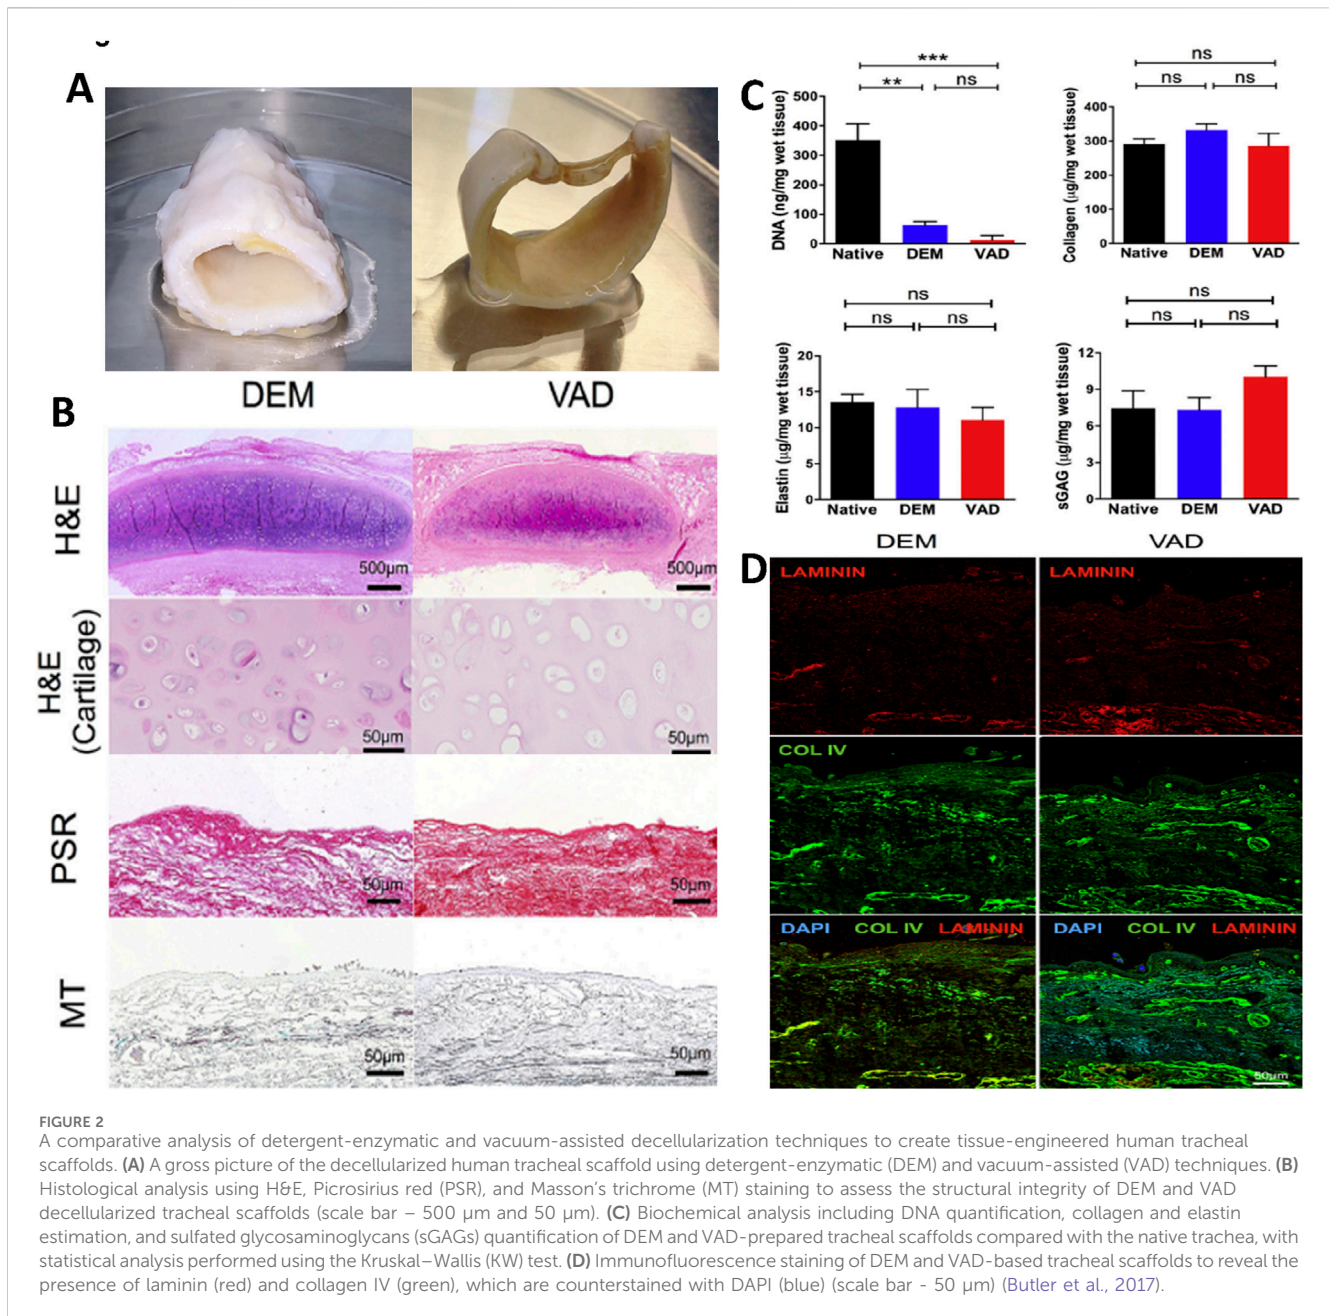 A
DEM
VAD
B
H&E
500µm
500µm
H&E
(Cartilage)
50µm
50µm
PSR
50µm
50µm
MT
50µm
50µm
C
***
**
ns
DNA (ng/mg wet tissue)
500
400
300
200
100
0
Native
DEM
VAD
ns
ns
ns
Collagen (µg/mg wet tissue)
400
300
200
100
0
Native
DEM
VAD
ns
ns
ns
Elastin (µg/mg wet tissue)
20
15
10
5
0
Native
DEM
VAD
ns
ns
ns
sGAG (µg/mg wet tissue)
12
9
6
3
0
Native
DEM
VAD
D
DEM
VAD
LAMININ
LAMININ
COL IV
DAPI COL IV LAMININ
DAPI COL IV LAMININ
50µm
FIGURE 2
A comparative analysis of detergent-enzymatic and vacuum-assisted decellularization techniques to create tissue-engineered human tracheal
scaffolds. (A) A gross picture of the decellularized human tracheal scaffold using detergent-enzymatic (DEM) and vacuum-assisted (VAD) techniques. (B)
Histological analysis using H&E, Picrosirius red (PSR), and Masson's trichrome (MT) staining to assess the structural integrity of DEM and VAD
decellularized tracheal scaffolds (scale bar – 500 µm and 50 µm). (C) Biochemical analysis including DNA quantification, collagen and elastin
estimation, and sulfated glycosaminoglycans (sGAGs) quantification of DEM and VAD-prepared tracheal scaffolds compared with the native trachea, with
statistical analysis performed using the Kruskal–Wallis (KW) test. (D) Immunofluorescence staining of DEM and VAD-based tracheal scaffolds to reveal the
presence of laminin (red) and collagen IV (green), which are counterstained with DAPI (blue) (scale bar - 50 µm) (Butler et al., 2017).